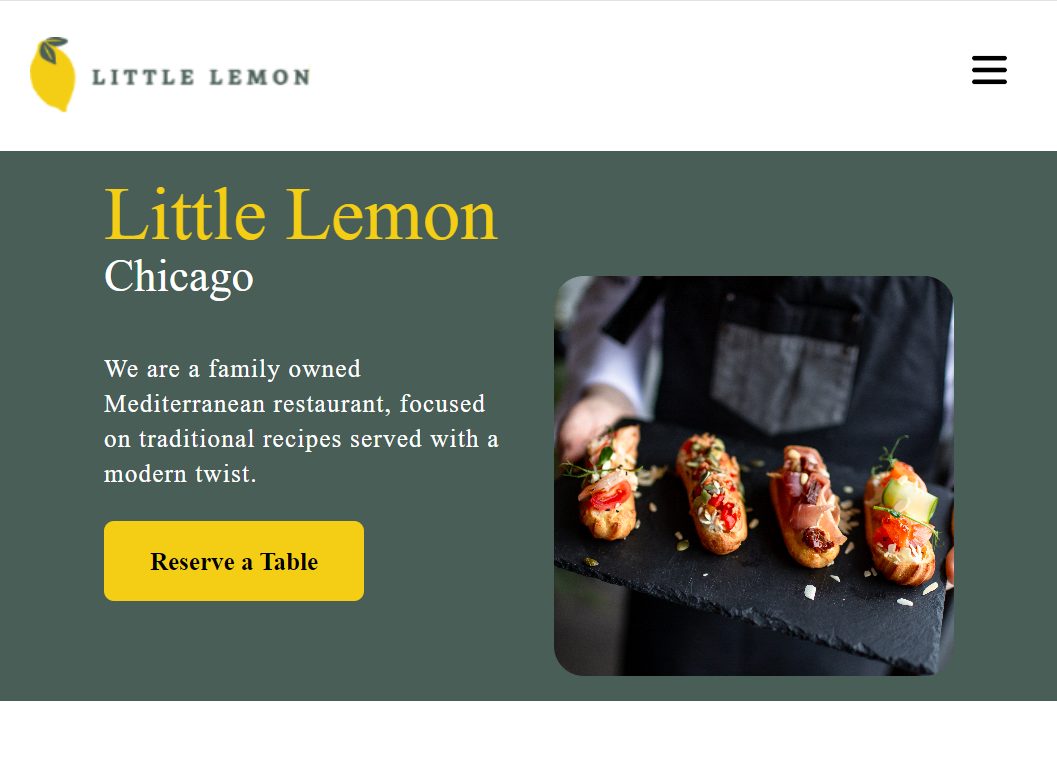 LITTLE LEMON
Little Lemon
Chicago
We are a family owned
Mediterranean restaurant, focused
on traditional recipes served with a
modern twist.
Reserve a Table